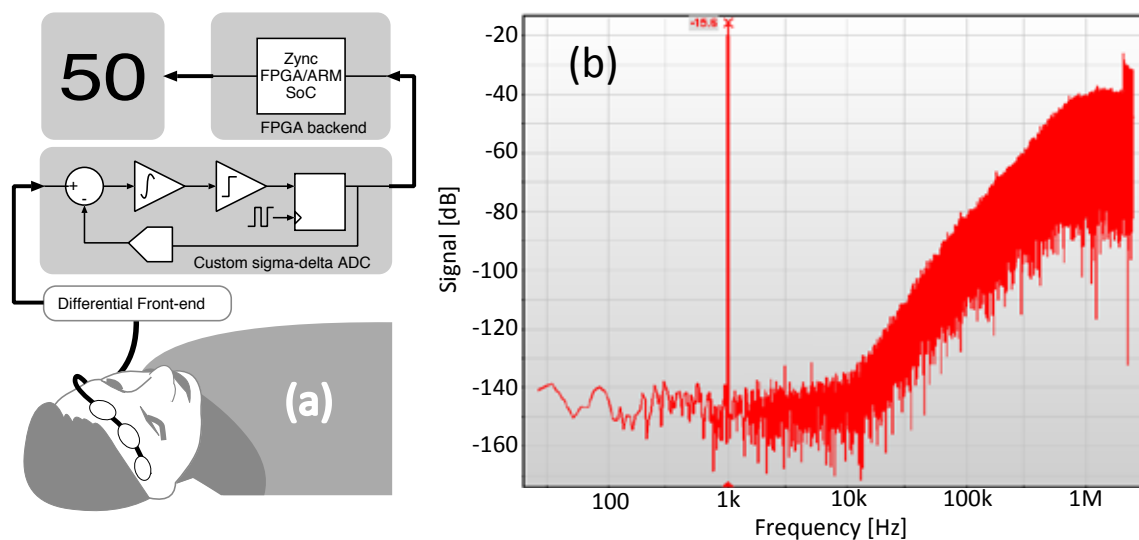 50
Zync
FPGA/ARM
SoC
FPGA backend
+
-
∫
Custom sigma-delta ADC
Differential Front-end
(a)
-15.6
(b)
-20
-40
-60
-80
-100
-120
-140
-160
Signal [dB]
100
1k
10k
100k
1M
Frequency [Hz]